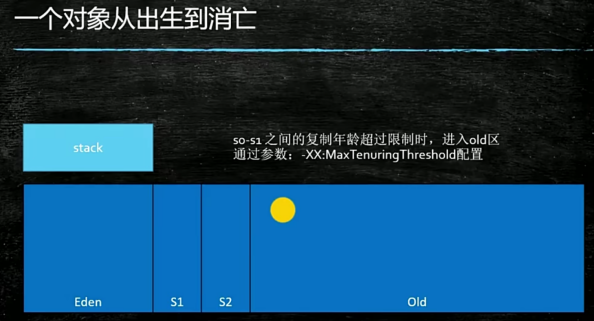 一个对象从出生到消亡
stack
s0-s1 之间的复制年龄超过限制时，进入old区
通过参数：-XX:MaxTenuringThreshold配置
Eden
S1
S2
Old